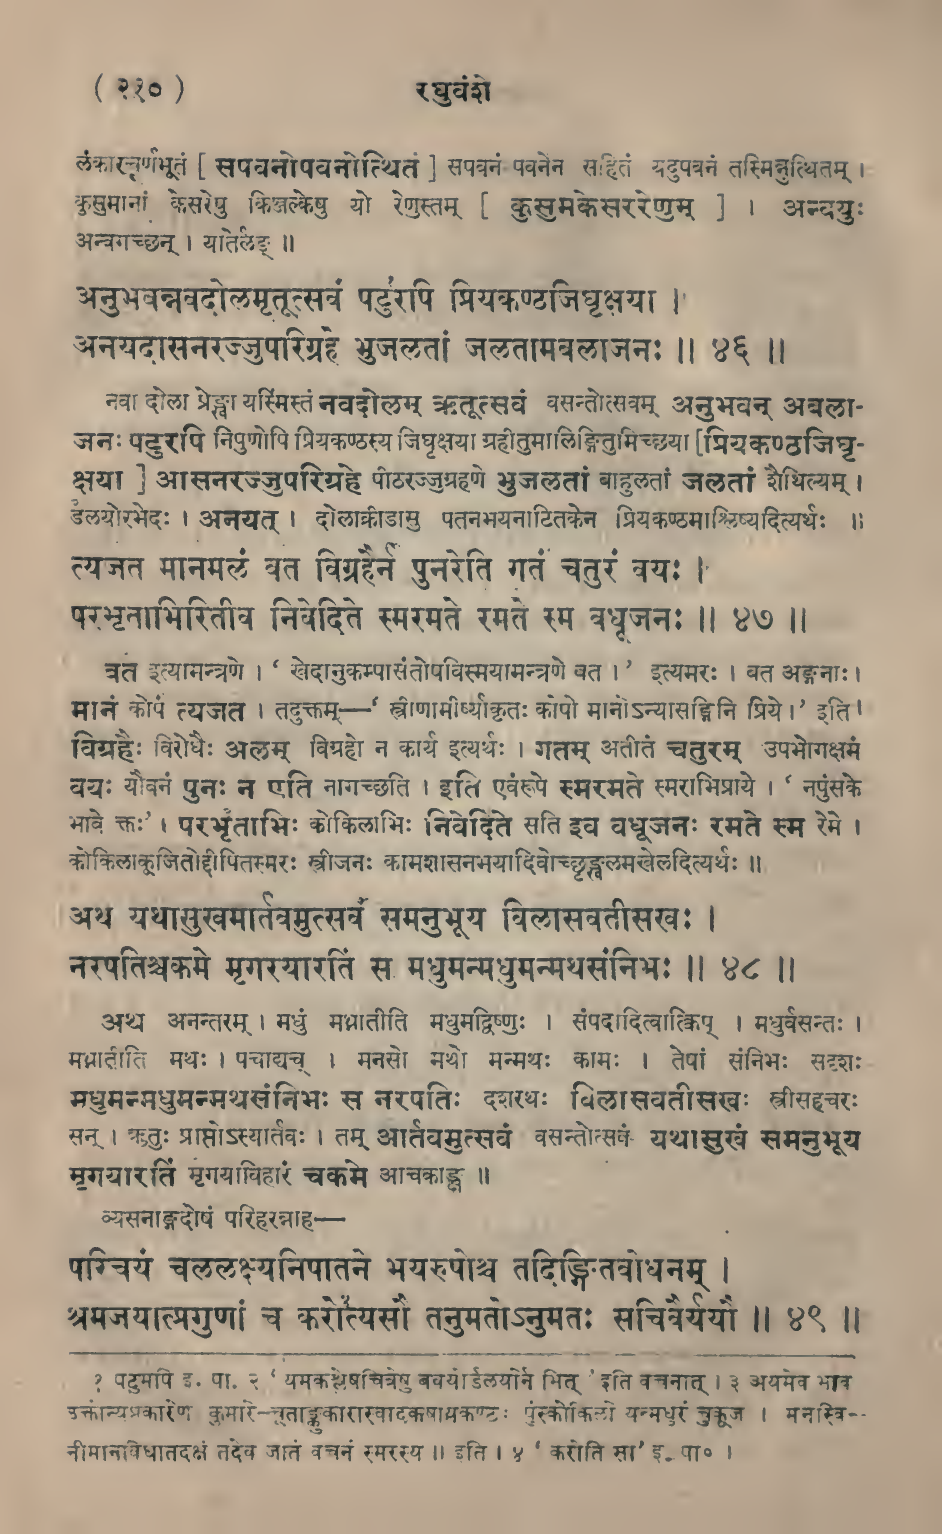 ( २१० ) रघुवंशे
लंकारचूर्णभूतं [ सपवनोपवनोत्थितं ] सपवनं पवनेन सहितं यदुपवनं तस्मिन्नुत्थितम् ।
कुसुमानां केसरेषु किञ्जल्केषु यो रेणुस्तम् [ कुसुमकेसररेणुम् ] । अन्वयुः
अन्वगच्छन् । यातेर्लङ् ॥
अनुभवन्नवदोलमृतूत्सवं पटुरपि प्रियकण्ठजिघृक्षया ।
अनयदासनरज्जुपरिग्रहे भुजलतां जलतामबलाजनः ॥ ४६ ॥
नवा दोला प्रेङ्खा यस्मिंस्तं नवदोलम् ऋतूत्सवं वसन्तोत्सवम् अनुभवन् अबला-
जनः पटुरपि निपुणोपि प्रियकण्ठस्य जिघृक्षया ग्रहीतुमालिङ्गितुमिच्छया [प्रियकण्ठजिघृ-
क्षया ] आसनरज्जुपरिग्रहे पीठरज्जुग्रहणे भुजलतां बाहुलतां जलतां शैथिल्यम् ।
डलयोरभेदः । अनयत् । दोलाक्रीडासु पतनभयनाटितकेन प्रियकण्ठमाश्लिष्यदित्यर्थः ॥
त्यजत मानमलं बत विग्रहैर्न पुनरेति गतं चतुरं वयः ।
परभृताभिरितीव निवेदिते स्मरमते रमते स्म वधूजनः ॥ ४७ ॥
बत इत्यामन्त्रणे । ‘ खेदानुकम्पासंतोषविस्मयामन्त्रणे बत ।’ इत्यमरः । बत अङ्गनाः ।
मानं कोपं त्यजत । तदुक्तम्—‘ स्त्रीणामीर्ष्याकृतः कोपो मानोऽन्यासङ्गिनि प्रिये ।’ इति ।
विग्रहैः विरोधैः अलम् विग्रहो न कार्य इत्यर्थः । गतम् अतीतं चतुरम् उपभोगक्षमं
वयः यौवनं पुनः न एति नागच्छति । इति एवंरूपे स्मरमते स्मराभिप्राये । ‘ नपुंसके
भावे क्तः’ । परभृताभिः कोकिलाभिः निवेदिते सति इव वधूजनः रमते स्म रेमे ।
कोकिलाकूजितोद्दीपितस्मरः स्त्रीजनः कामशासनभयादिवोच्छृङ्खलमखेलदित्यर्थः ॥
अथ यथासुखमार्तवमुत्सवं समनुभूय विलासवतीसखः ।
नरपतिश्चकमे मृगरयारतिं स मधुमन्मधुमन्मथसंनिभः ॥ ४८ ॥
अथ अनन्तरम् । मधुं मथ्नातीति मधुमद्विष्णुः । संपदादित्वात्क्विप् । मधुर्वसन्तः ।
मथ्नातीति मथः । पचाद्यच् । मनसो मथो मन्मथः कामः । तेषां संनिभः सदृशः
मधुमन्मधुमन्मथसंनिभः स नरपतिः दशरथः विलासवतीसखः स्त्रीसहचरः
सन् । ऋतुः प्राप्तोऽस्यार्तवः । तम् आर्तवमुत्सवं वसन्तोत्सवं यथासुखं समनुभूय
मृगयारतिं मृगयाविहारं चकमे आचकाङ्क्ष ॥
व्यसनाङ्गदोषं परिहरन्नाह—
परिचयं चललक्ष्यनिपातने भयरुषोश्च तदिङ्गितबोधनम् ।
श्रमजयात्प्रगुणां च करोत्यसौ तनुमतोऽनुमतः सचिवैर्ययौ ॥ ४९ ॥
१ पटुमपि इ. पा. २ ‘ यमकश्लेषचित्रेषु बवयोर्डलयोर्न भित् ’ इति वचनात् । ३ अयमेव भाव
उक्तोन्यप्रकारेण कुमारे–चूताङ्कुरास्वादकषायकण्ठः पुंस्कोकिलो यन्मधुरं चुकूज । मनस्वि-
नीमानविघातदक्षं तदेव जातं वचनं स्मरस्य ॥ इति । ४ ‘ करोति सा’ इ. पा० ।